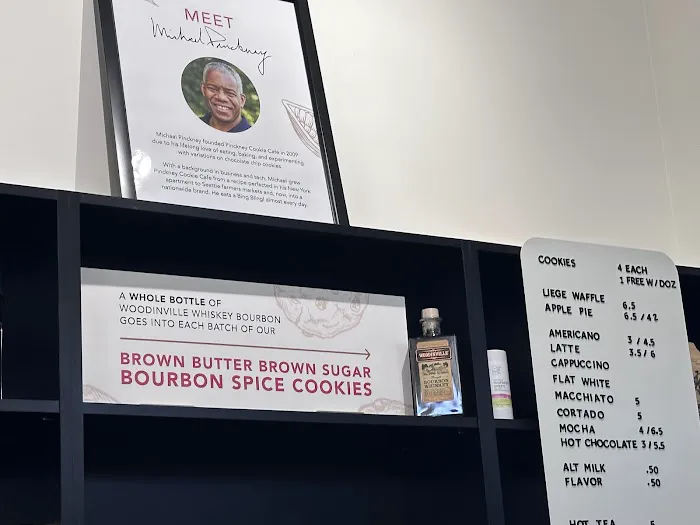 MEET
Michael Pinckney
Michael Pinckney founded Pinckney Cookie Cafe in 2009
due to his lifelong love of eating, baking, and experimenting
with variations on chocolate chip cookies.
With a background in business and tech, Michael grew
Pinckney Cookie Cafe from a recipe perfected in his New York
apartment to Seattle farmers markets and, now, into a
nationwide brand. He eats a Bing Bling! almost every day.
A WHOLE BOTTLE OF
WOODINVILLE WHISKEY BOURBON
GOES INTO EACH BATCH OF OUR
BROWN BUTTER BROWN SUGAR
BOURBON SPICE COOKIES
WOODINVILLE
BOURBON
WHISKEY
COOKIES 4 EACH
1 FREE W/DOZ
LIEGE WAFFLE 6.5
APPLE PIE 6.5 / 42
AMERICANO 3 / 4.5
LATTE 3.5 / 6
CAPPUCCINO
FLAT WHITE
MACCHIATO 5
CORTADO 5
MOCHA 4 / 6.5
HOT CHOCOLATE 3 / 5.5
ALT MILK .50
FLAVOR .50
HOT TEA